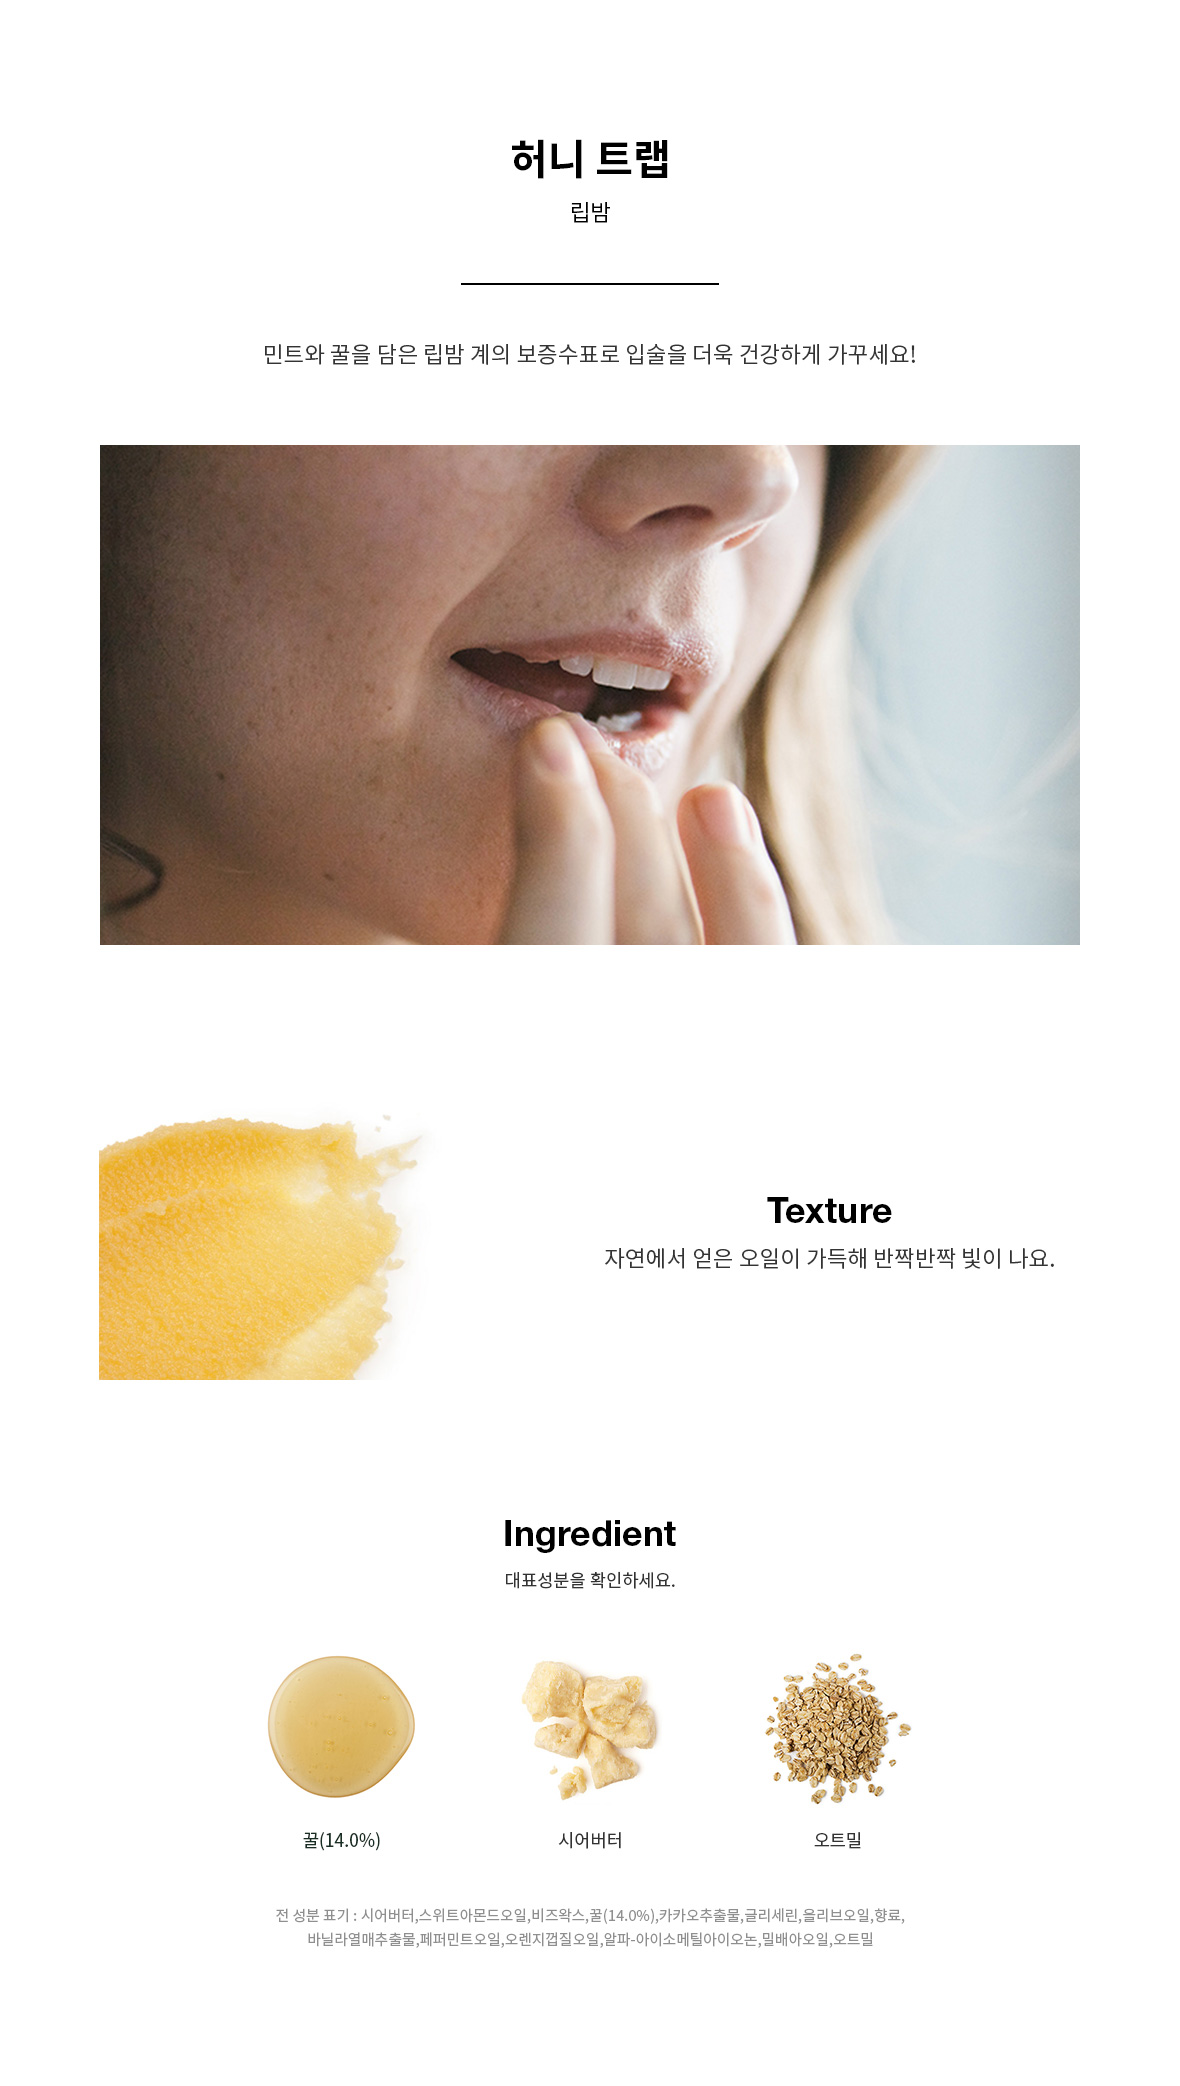 허니 트랩
립밤
민트와 꿀을 담은 립밤 계의 보증수표로 입술을 더욱 건강하게 가꾸세요!
Texture
자연에서 얻은 오일이 가득해 반짝반짝 빛이 나요.
Ingredient
대표성분을 확인하세요.
꿀(14.0%)
시어버터
오트밀
전 성분 표기 : 시어버터,스위트아몬드오일,비즈왁스,꿀(14.0%),카카오추출물,글리세린,올리브오일,향료,
바닐라열매추출물,페퍼민트오일,오렌지껍질오일,알파-아이소메틸아이오논,밀배아오일,오트밀